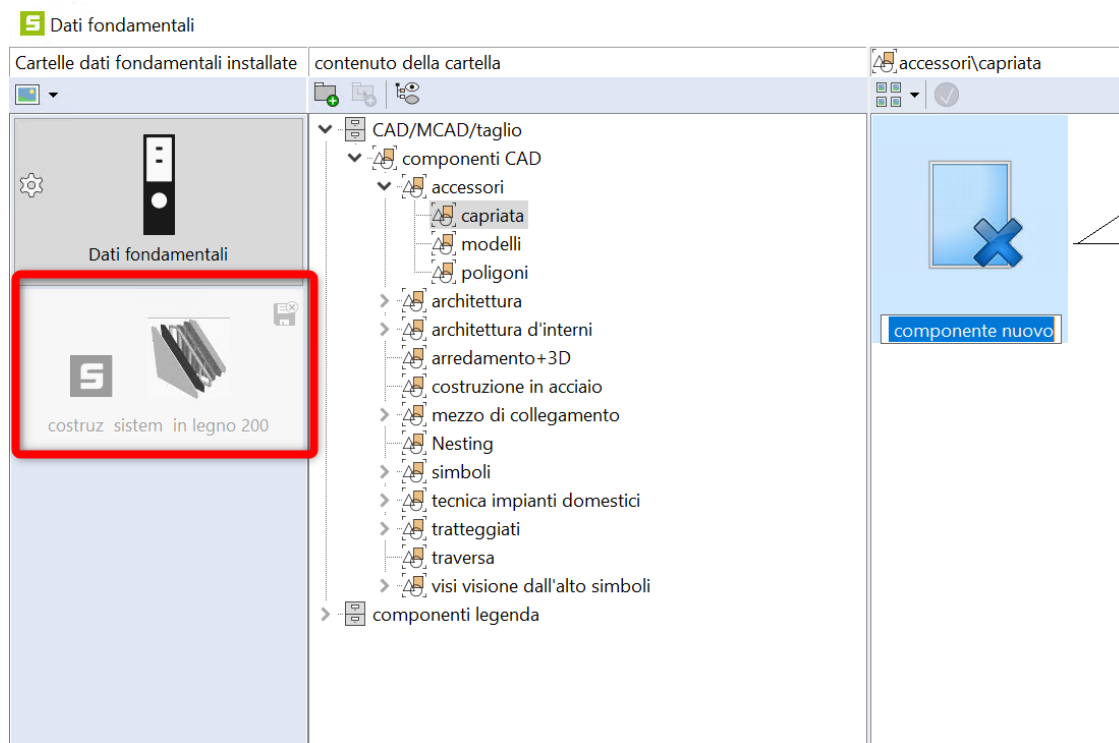 Dati fondamentali
Cartelle dati fondamentali installate
contenuto della cartella
accessori\capriata
Dati fondamentali
costruz sistem in legno 200
CAD/MCAD/taglio
componenti CAD
accessori
capriata
modelli
poligoni
architettura
architettura d'interni
arredamento+3D
costruzione in acciaio
mezzo di collegamento
Nesting
simboli
tecnica impianti domestici
tratteggiati
traversa
visi visione dall'alto simboli
componenti legenda
componente nuovo